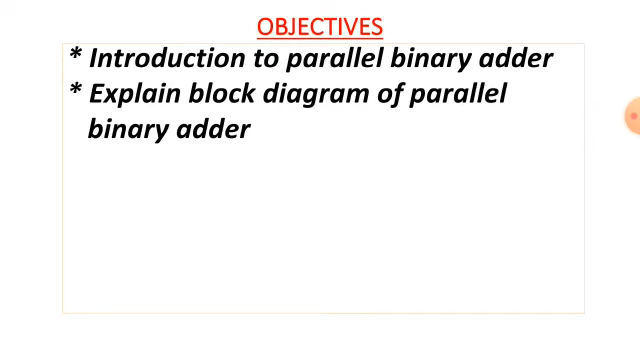 OBJECTIVES
* Introduction to parallel binary adder
* Explain block diagram of parallel
binary adder